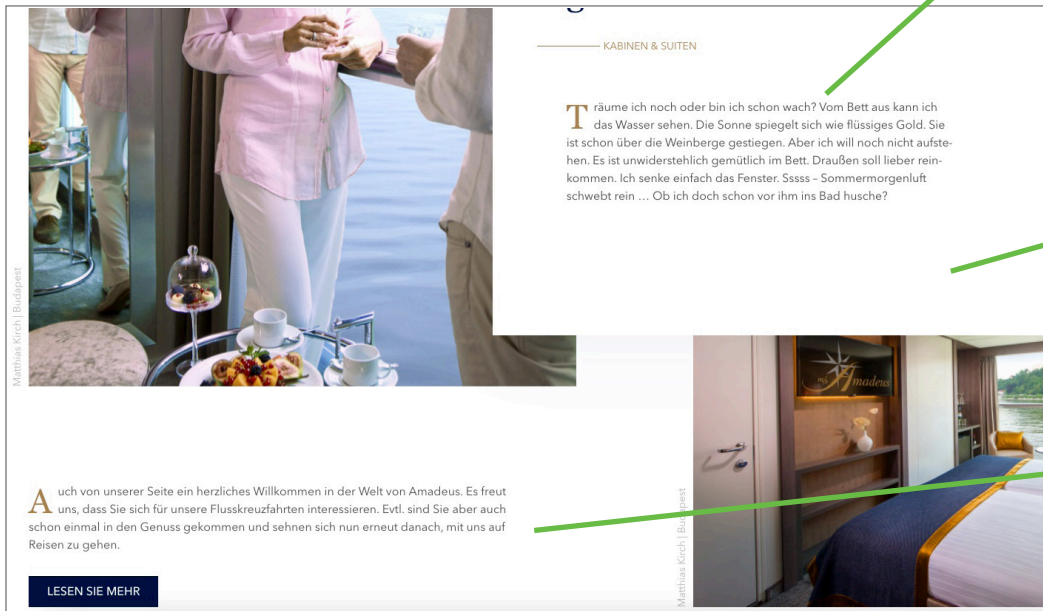 KABINEN & SUITEN
Träume ich noch oder bin ich schon wach? Vom Bett aus kann ich
das Wasser sehen. Die Sonne spiegelt sich wie flüssiges Gold. Sie
ist schon über die Weinberge gestiegen. Aber ich will noch nicht aufste-
hen. Es ist unwiderstehlich gemütlich im Bett. Draußen soll lieber rein-
kommen. Ich senke einfach das Fenster. Sssss – Sommermorgenluft
schwebt rein … Ob ich doch schon vor ihm ins Bad husche?
Matthias Kirch | Budapest
ms Amadeus
Auch von unserer Seite ein herzliches Willkommen in der Welt von Amadeus. Es freut
uns, dass Sie sich für unsere Flusskreuzfahrten interessieren. Evtl. sind Sie aber auch
schon einmal in den Genuss gekommen und sehnen sich nun erneut danach, mit uns auf
Reisen zu gehen.
LESEN SIE MEHR
Matthias Kirch | Budapest